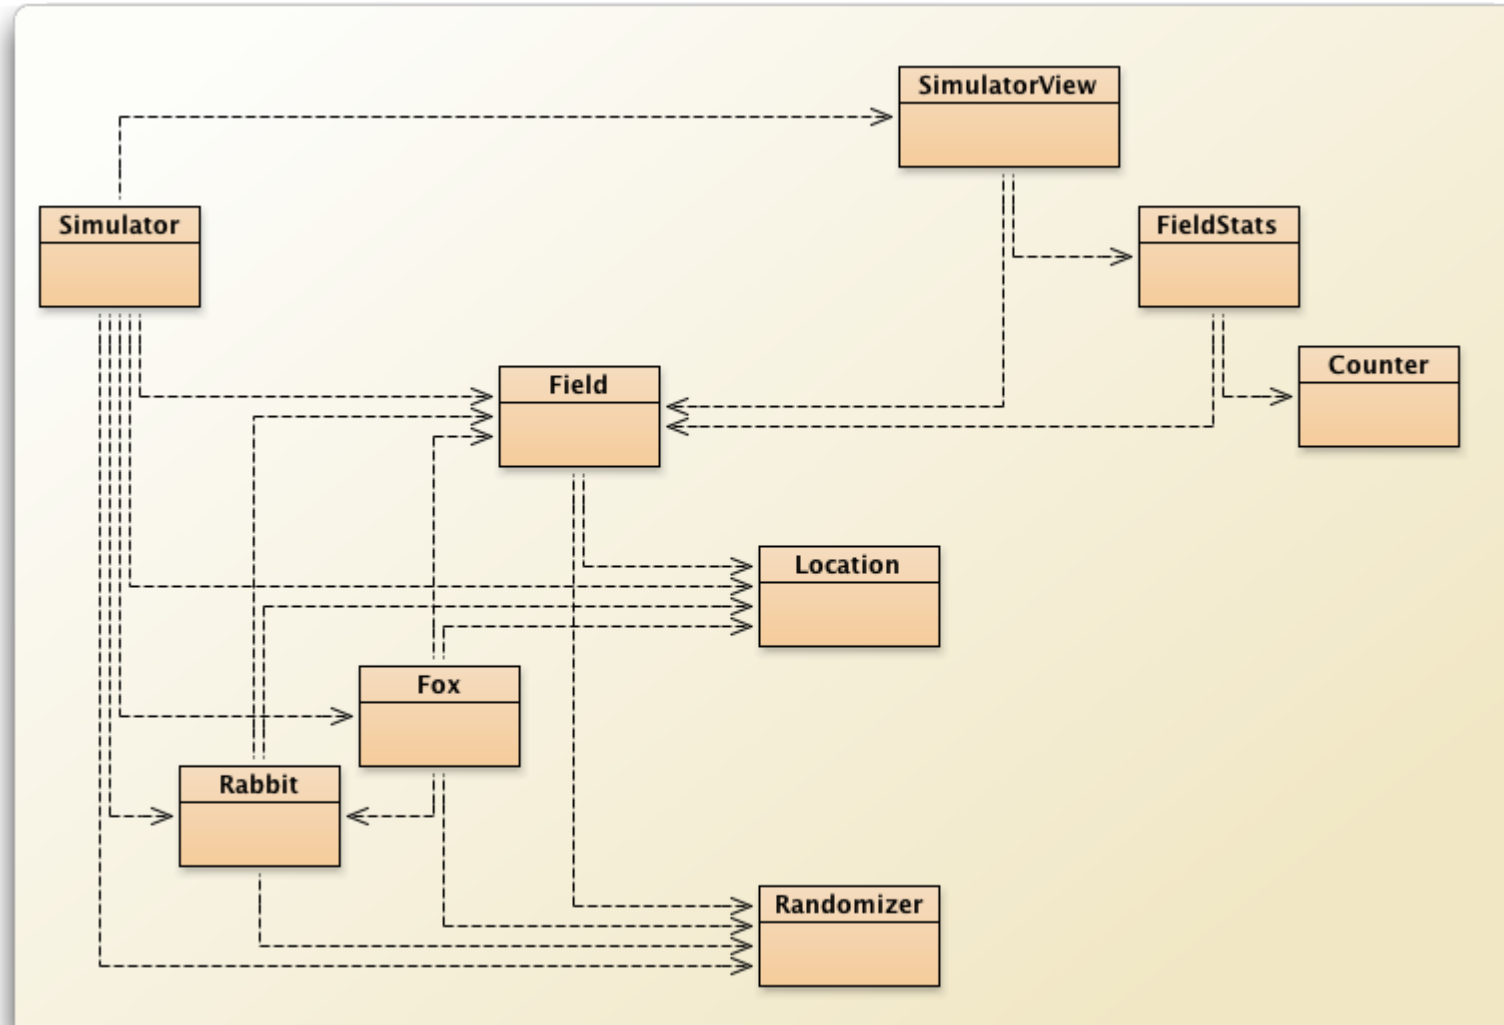 SimulatorView
Simulator
FieldStats
Counter
Field
Location
Fox
Rabbit
Randomizer